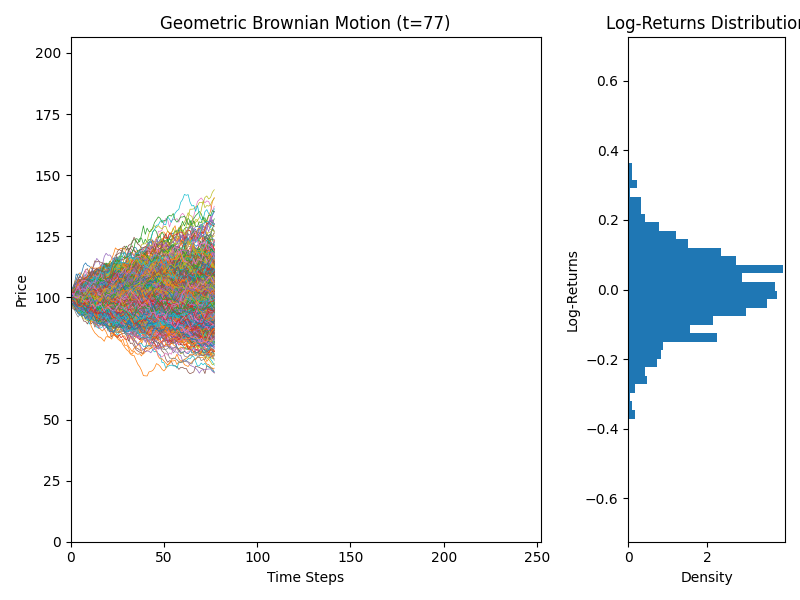 Geometric Brownian Motion (t=77)
Price
200
175
150
125
100
75
50
25
0
0 50 100 150 200 250
Time Steps
Log-Returns Distribution
Log-Returns
0.6
0.4
0.2
0.0
−0.2
−0.4
−0.6
0 2
Density